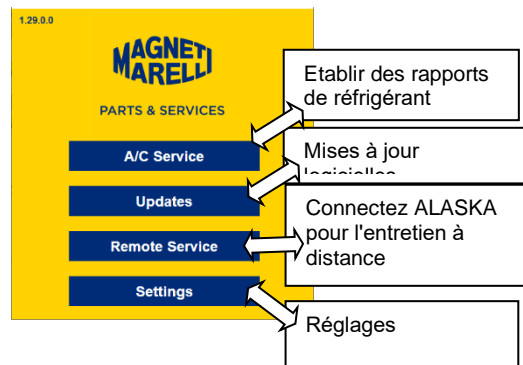 1.29.0.0
MAGNETI
MARELLI
PARTS & SERVICES
A/C Service
Updates
Remote Service
Settings
Etablir des rapports
de réfrigérant
Mises à jour
Connectez ALASKA
pour l'entretien à
distance
Réglages